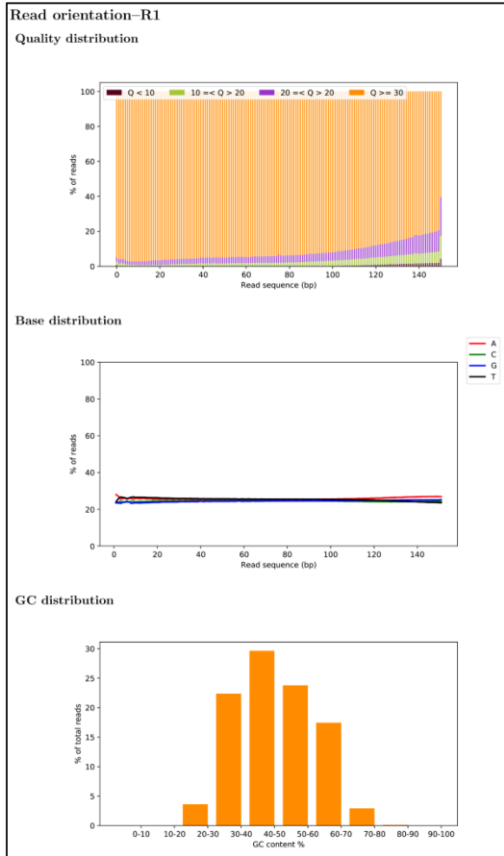 Read orientation–R1
Quality distribution
100
80
60
40
20
0
% of reads
Q < 10
10 =< Q > 20
20 =< Q > 20
Q >= 30
0 20 40 60 80 100 120 140
Read sequence (bp)
Base distribution
100
80
60
40
20
0
% of reads
A
C
G
T
0 20 40 60 80 100 120 140
Read sequence (bp)
GC distribution
30
25
20
15
10
5
0
% of total reads
0-10 10-20 20-30 30-40 40-50 50-60 60-70 70-80 80-90 90-100
GC content %